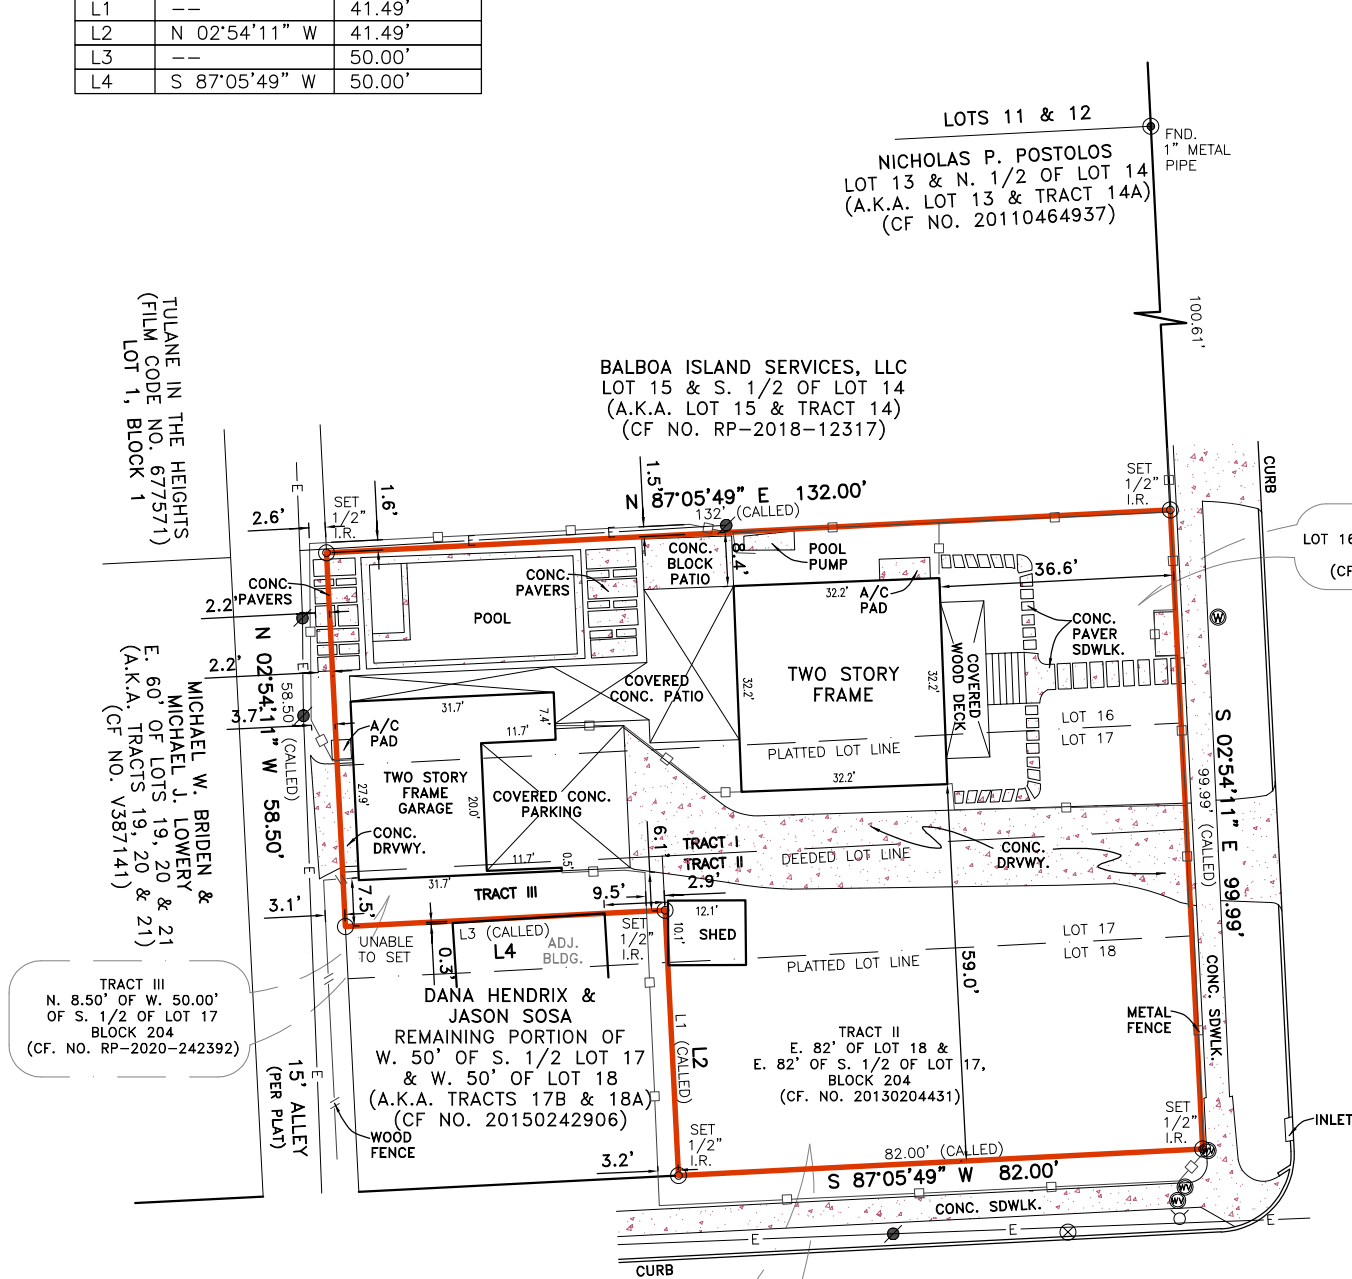 L1 -- 41.49'
L2 N 02°54'11" W 41.49'
L3 -- 50.00'
L4 S 87°05'49" W 50.00'
LOTS 11 & 12
FND.
1" METAL
PIPE
NICHOLAS P. POSTOLOS
LOT 13 & N. 1/2 OF LOT 14
(A.K.A. LOT 13 & TRACT 14A)
(CF NO. 20110464937)
100.61'
TULANE IN THE HEIGHTS
(FILM CODE NO. 677571)
LOT 1, BLOCK 1
BALBOA ISLAND SERVICES, LLC
LOT 15 & S. 1/2 OF LOT 14
(A.K.A. LOT 15 & TRACT 14)
(CF NO. RP-2018-12317)
N 87°05'49" E 132.00'
132' (CALLED)
1.5'
1.6'
2.6'
SET
1/2"
I.R.
SET
1/2"
I.R.
CURB
LOT 16
(CF
E
E
E
CONC.
PAVERS
2.2'
2.2'
3.7'
3.1'
N 02°54'11" W 58.50'
58.50' (CALLED)
E
E
E
POOL
CONC.
PAVERS
CONC.
BLOCK
PATIO
8.4'
POOL
PUMP
A/C
PAD
36.6'
CONC.
PAVER
SDWLK.
32.2'
32.2'
32.2'
32.2'
TWO STORY
FRAME
COVERED
WOOD DECK
COVERED
CONC. PATIO
PLATTED LOT LINE
LOT 16
LOT 17
W
MICHAEL W. BRIDEN &
MICHAEL J. LOWERY
E. 60' OF LOTS 19, 20 & 21
(A.K.A. TRACTS 19, 20 & 21)
(CF NO. V387141)
A/C
PAD
31.7'
7.4'
11.7'
27.9'
20.0'
TWO STORY
FRAME
GARAGE
COVERED CONC.
PARKING
11.7'
0.5'
31.7'
CONC.
DRVWY.
7.5'
TRACT III
9.5'
6.1'
2.9'
TRACT I
TRACT II
DEEDED LOT LINE
CONC.
DRVWY.
S 02°54'11" E 99.99'
99.99' (CALLED)
12.1'
10.1'
SHED
SET
1/2"
I.R.
UNABLE
TO SET
L3 (CALLED)
L4
ADJ.
BLDG.
0.3'
LOT 17
LOT 18
PLATTED LOT LINE
59.0'
TRACT III
N. 8.50' OF W. 50.00'
OF S. 1/2 OF LOT 17
BLOCK 204
(CF. NO. RP-2020-242392)
DANA HENDRIX &
JASON SOSA
REMAINING PORTION OF
W. 50' OF S. 1/2 LOT 17
& W. 50' OF LOT 18
(A.K.A. TRACTS 17B & 18A)
(CF NO. 20150242906)
L1 (CALLED)
L2
TRACT II
E. 82' OF LOT 18 &
E. 82' OF S. 1/2 OF LOT 17,
BLOCK 204
(CF. NO. 20130204431)
METAL
FENCE
CONC. SDWLK.
15' ALLEY
(PER PLAT)
WOOD
FENCE
3.2'
SET
1/2"
I.R.
SET
1/2"
I.R.
INLET
82.00' (CALLED)
S 87°05'49" W 82.00'
WV
WV
WV
CONC. SDWLK.
E
E
E
CURB